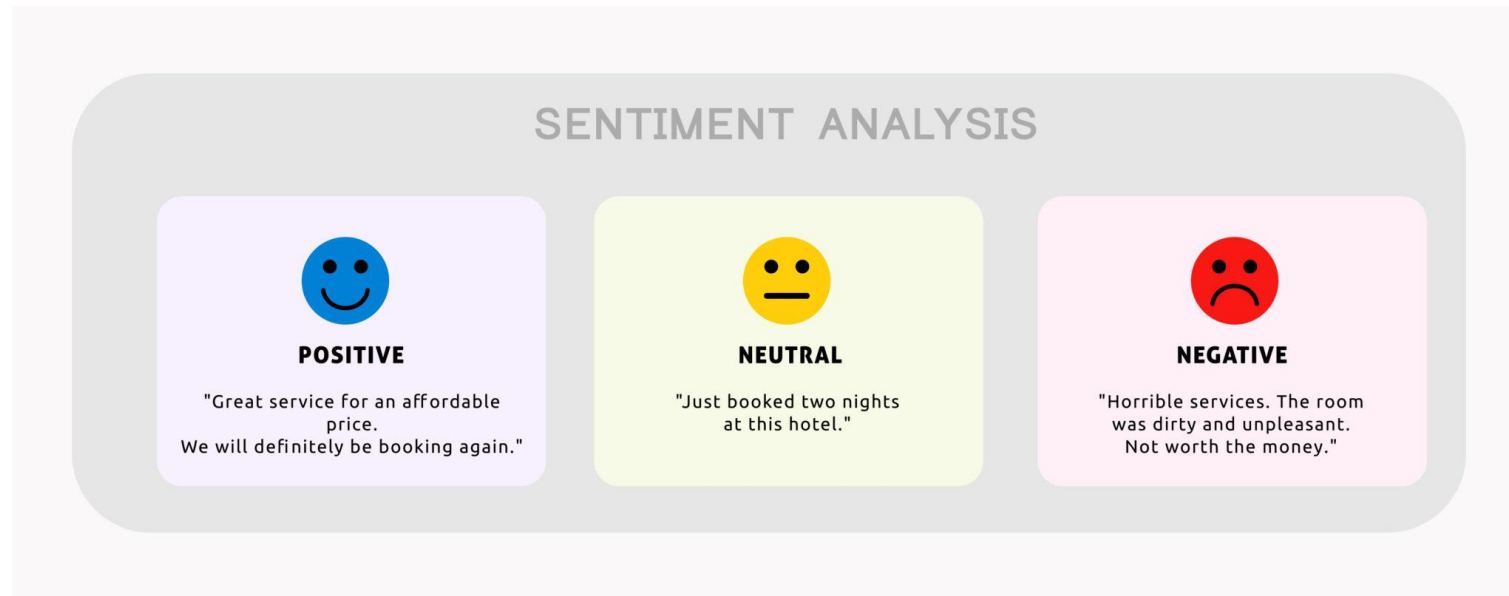 SENTIMENT ANALYSIS
POSITIVE
"Great service for an affordable
price.
We will definitely be booking again."
NEUTRAL
"Just booked two nights
at this hotel."
NEGATIVE
"Horrible services. The room
was dirty and unpleasant.
Not worth the money."